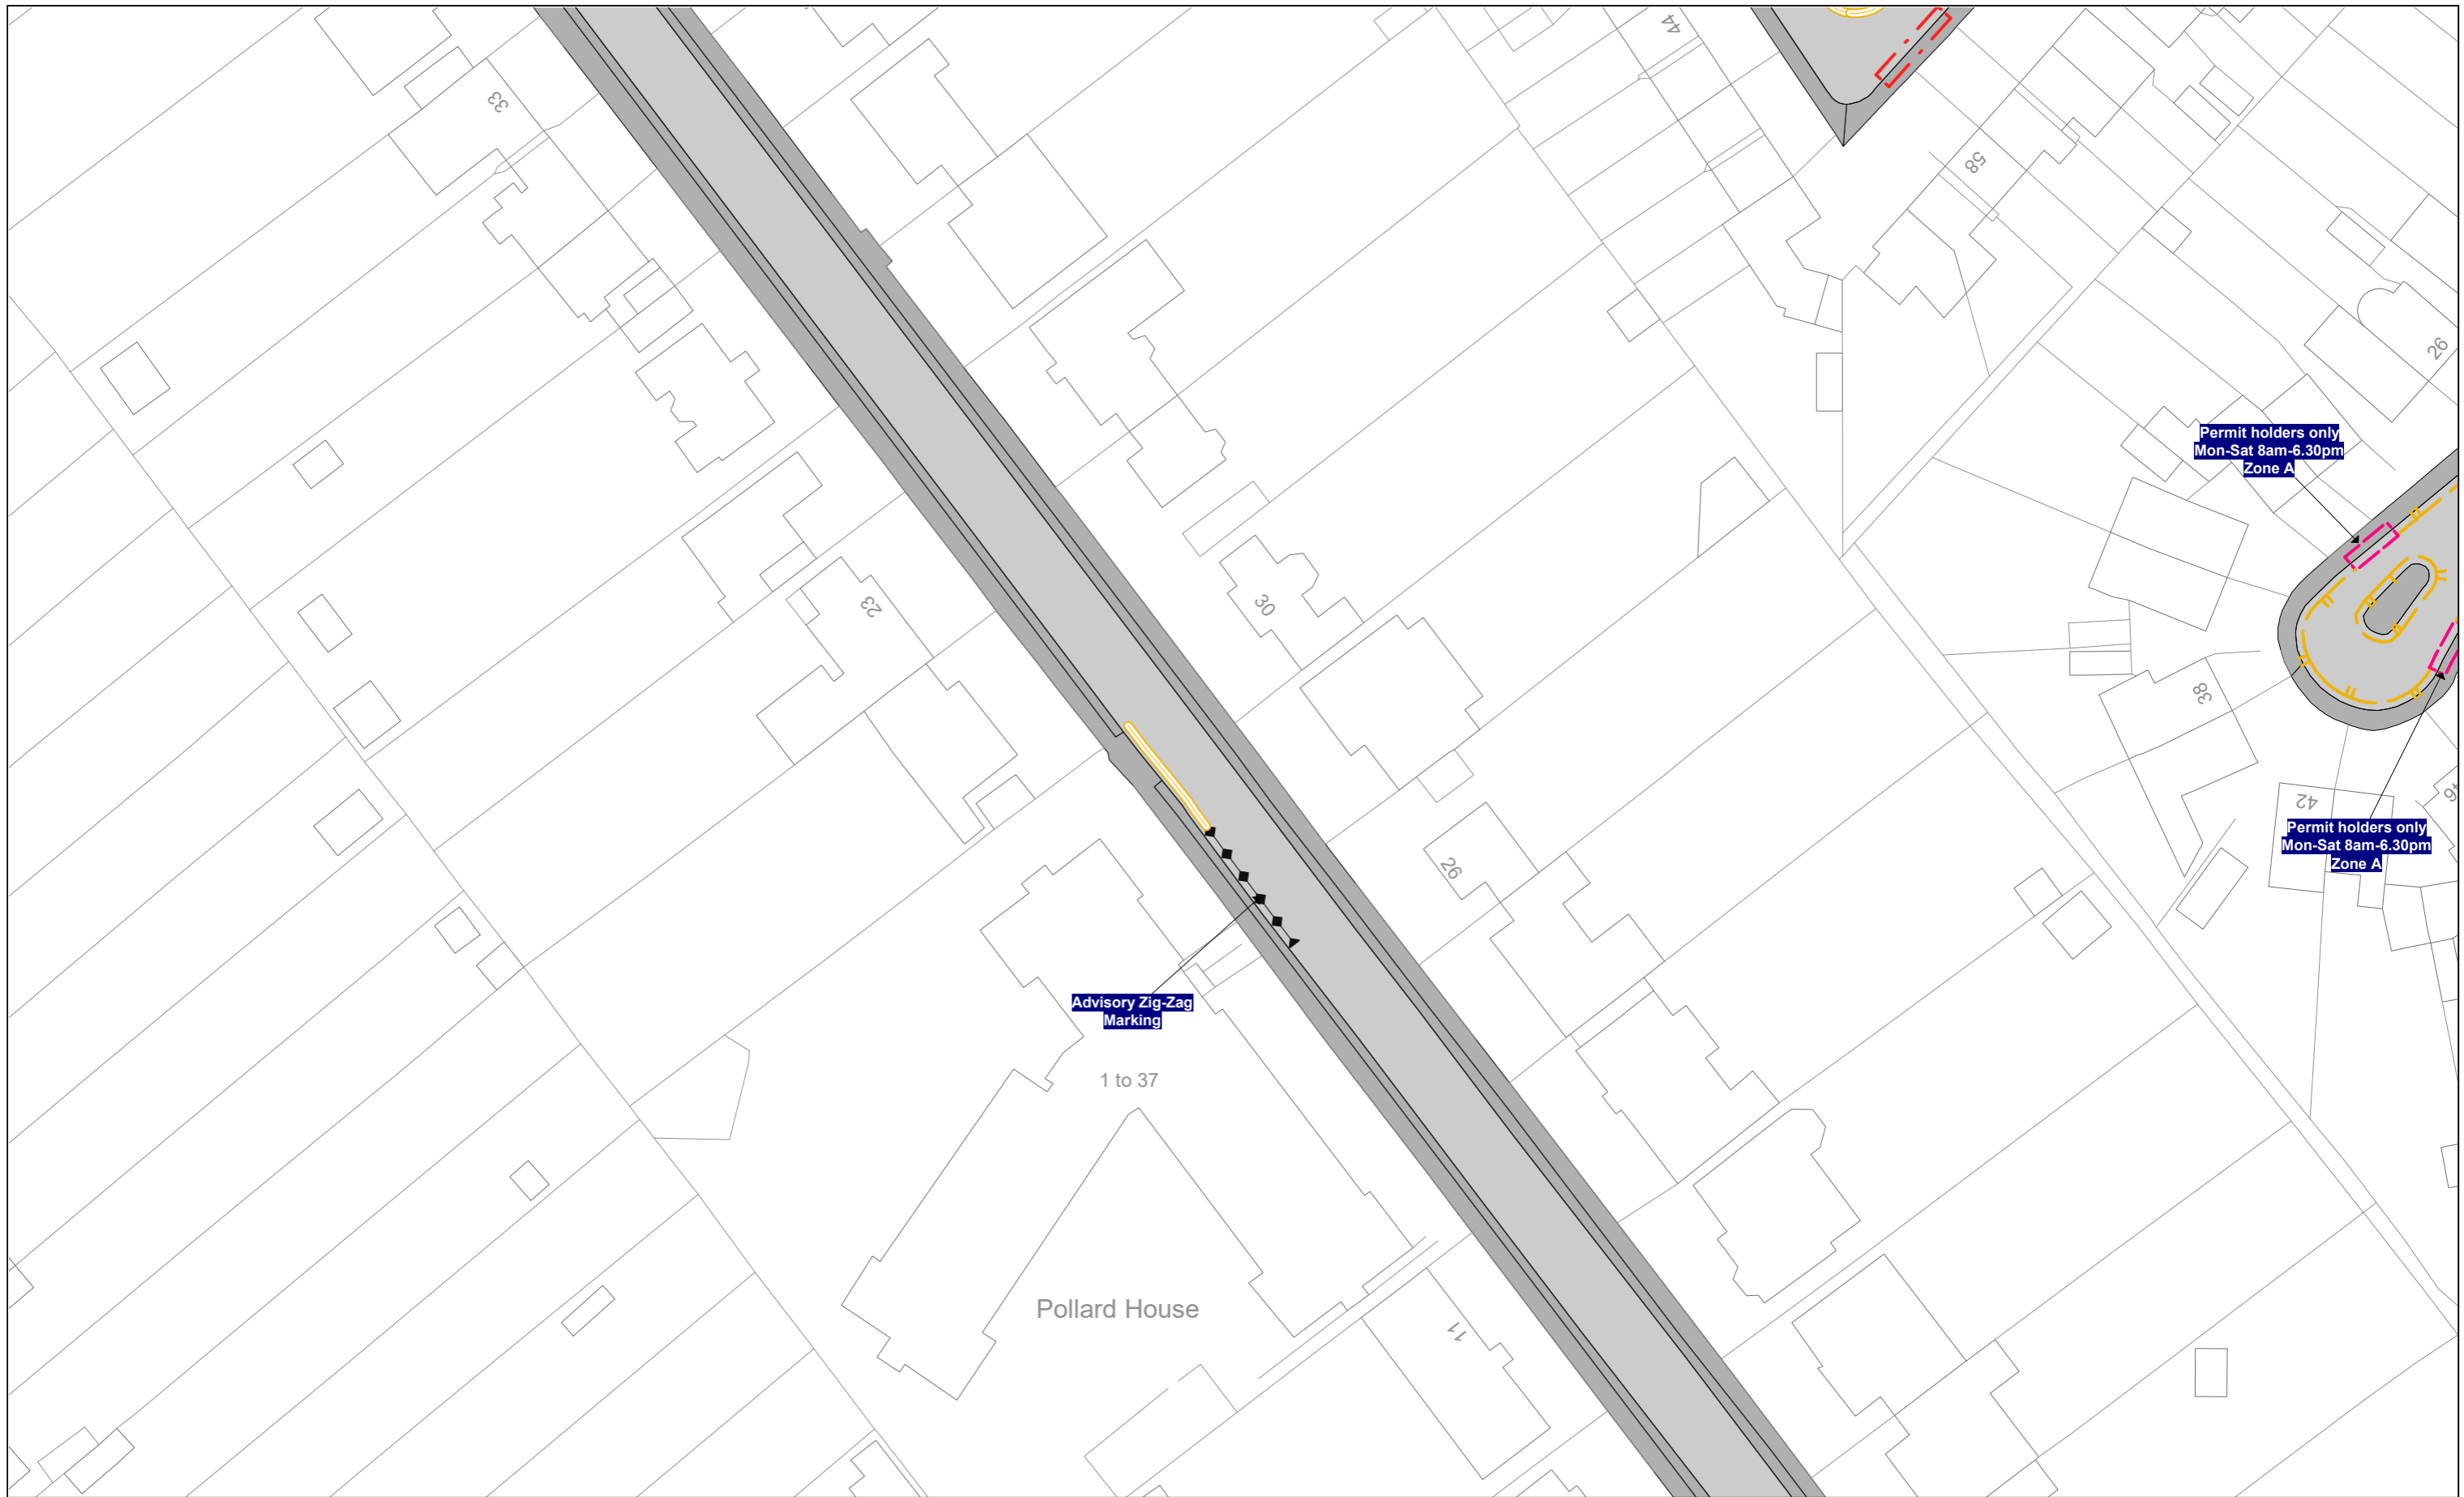 44
33
58
26
Permit holders only
Mon-Sat 8am-6.30pm
Zone A
23
30
38
42
Permit holders only
Mon-Sat 8am-6.30pm
Zone A
26
Advisory Zig-Zag
Marking
1 to 37
Pollard House
11